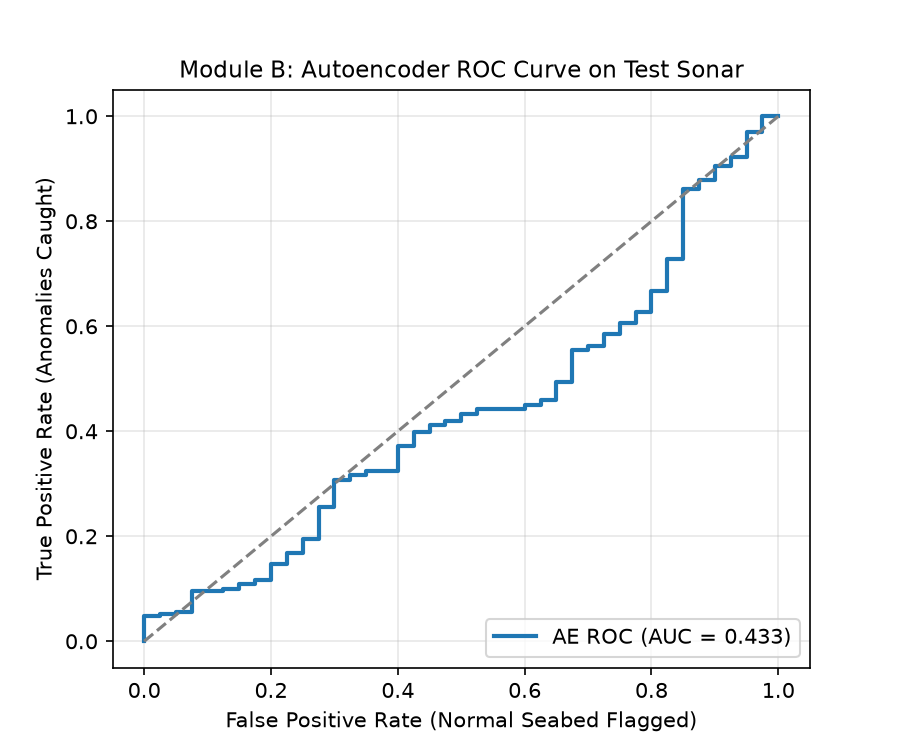 Module B: Autoencoder ROC Curve on Test Sonar
True Positive Rate (Anomalies Caught)
1.0
0.8
0.6
0.4
0.2
0.0
AE ROC (AUC = 0.433)
0.0 0.2 0.4 0.6 0.8 1.0
False Positive Rate (Normal Seabed Flagged)